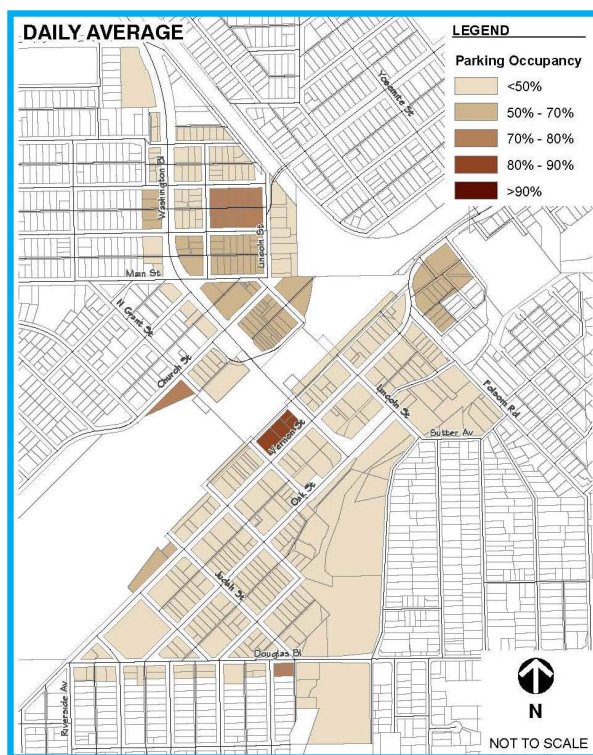 DAILY AVERAGE
LEGEND
Parking Occupancy
<50%
50% - 70%
70% - 80%
80% - 90%
>90%
Yosemite St
Washington Bl
Lincoln St
Main St
N Grant St
Church St
Lincoln St
Folsom Rd
Vernon St
Sutter Av
Oak St
Judah St
Douglas Bl
Riverside Av
N
NOT TO SCALE